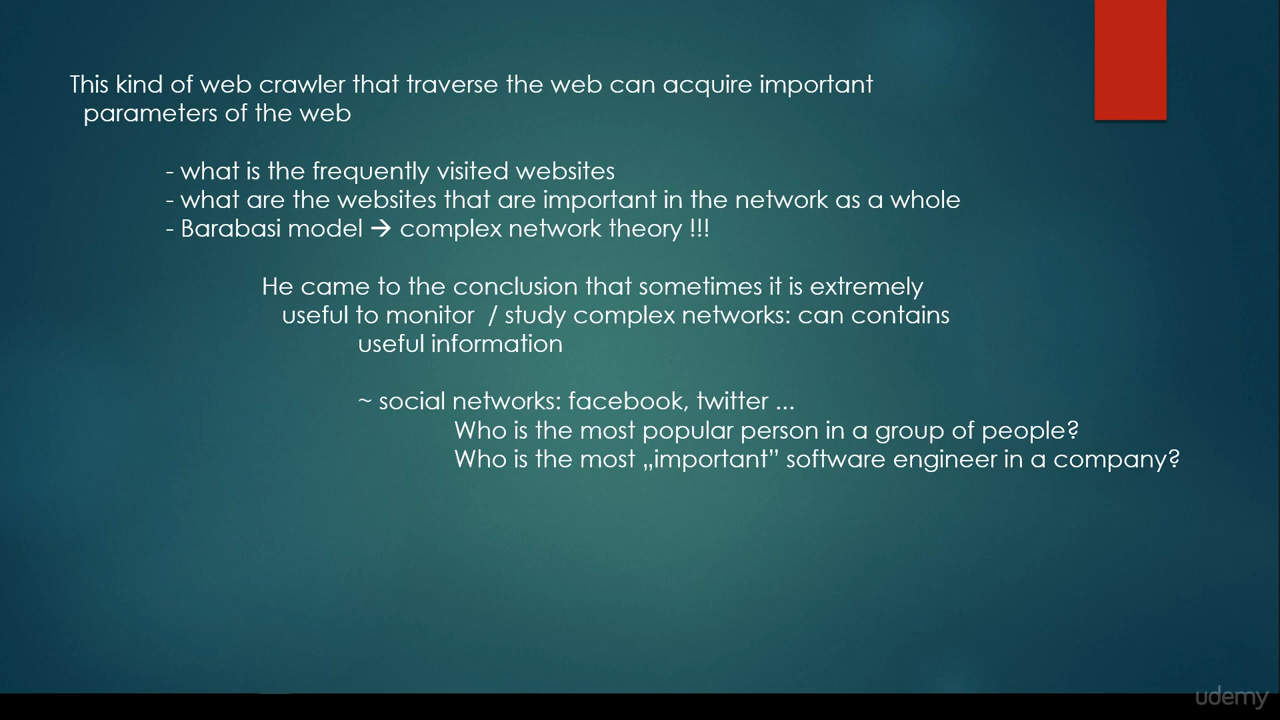 This kind of web crawler that traverse the web can acquire important
parameters of the web
- what is the frequently visited websites
- what are the websites that are important in the network as a whole
- Barabasi model → complex network theory !!!
He came to the conclusion that sometimes it is extremely
useful to monitor / study complex networks: can contains
useful information
~ social networks: facebook, twitter ...
Who is the most popular person in a group of people?
Who is the most „important” software engineer in a company?
udemy